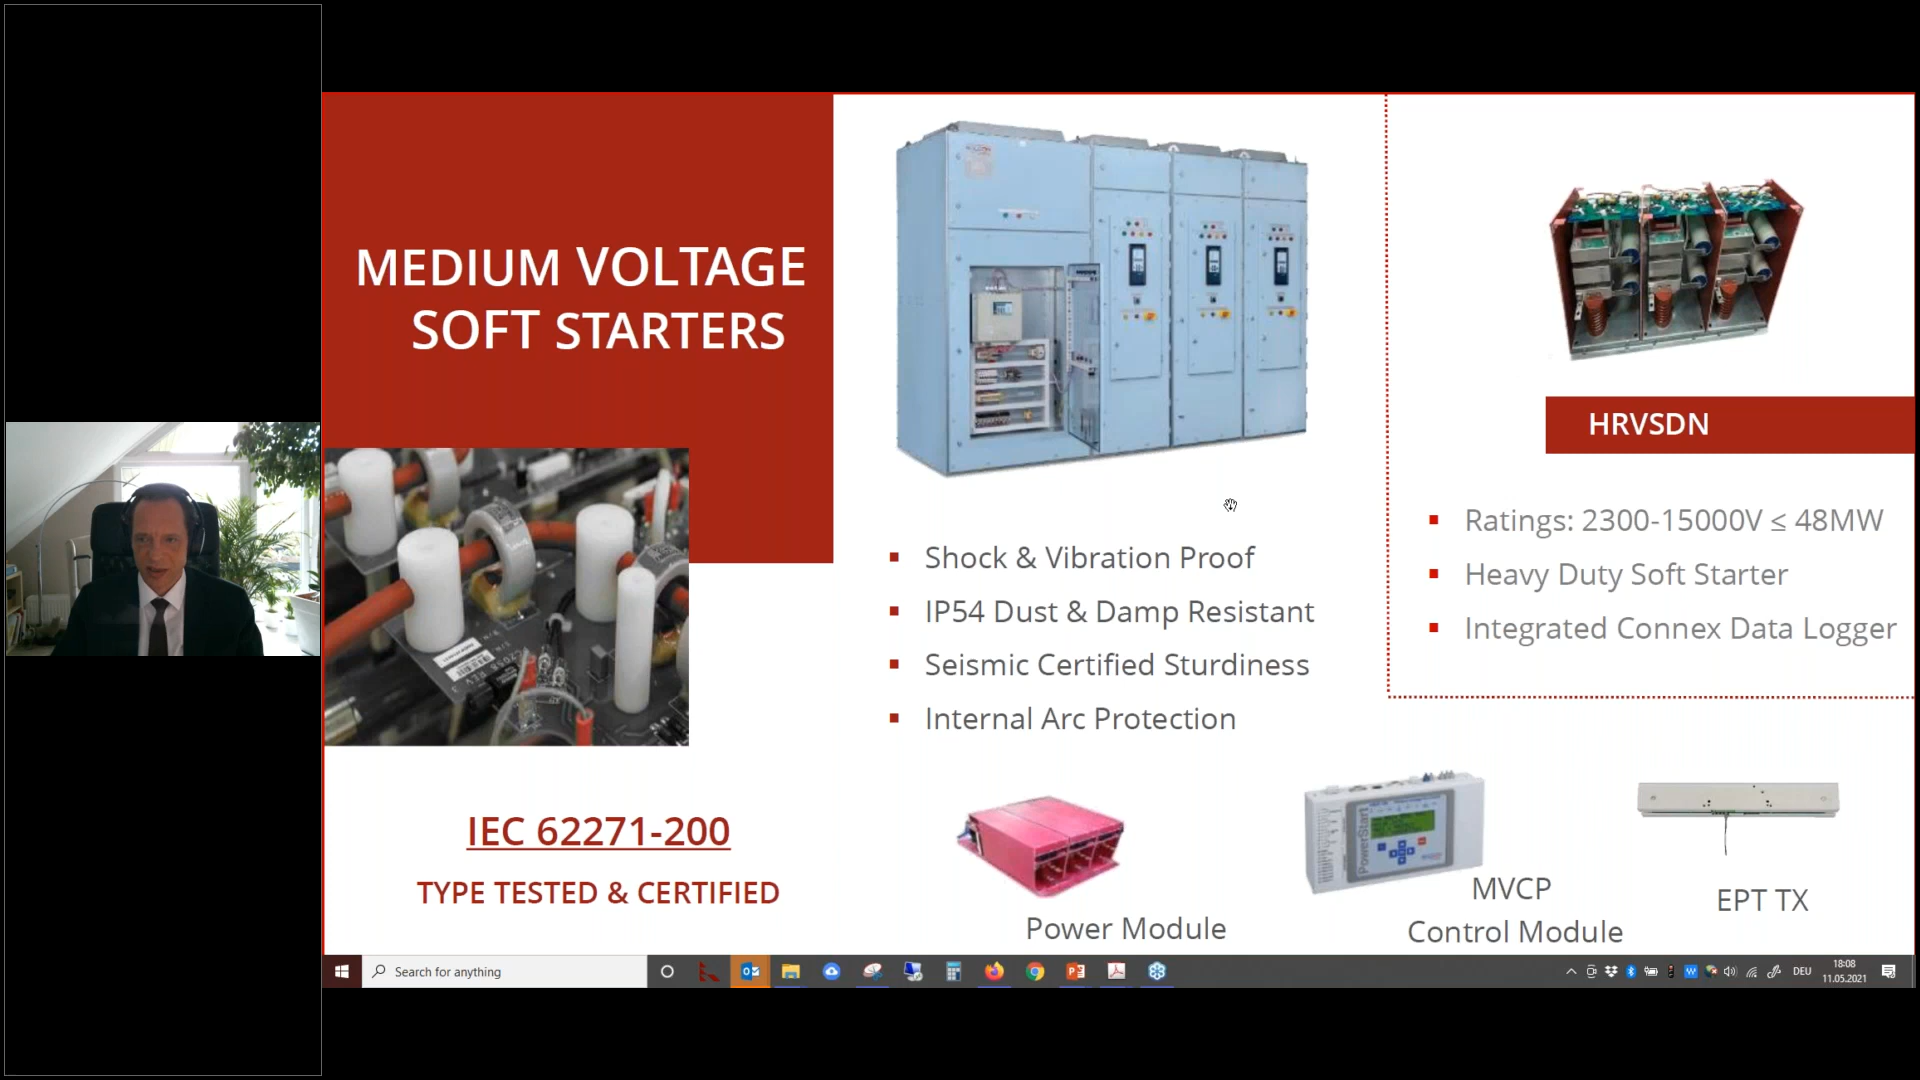 MEDIUM VOLTAGE
SOFT STARTERS
IEC 62271-200
TYPE TESTED & CERTIFIED
▪ Shock & Vibration Proof
▪ IP54 Dust & Damp Resistant
▪ Seismic Certified Sturdiness
▪ Internal Arc Protection
HRVSDN
▪ Ratings: 2300-15000V ≤ 48MW
▪ Heavy Duty Soft Starter
▪ Integrated Connex Data Logger
Power Module
PowerStart
MVCP
Control Module
EPT TX
Search for anything
DEU
18:08
11.05.2021